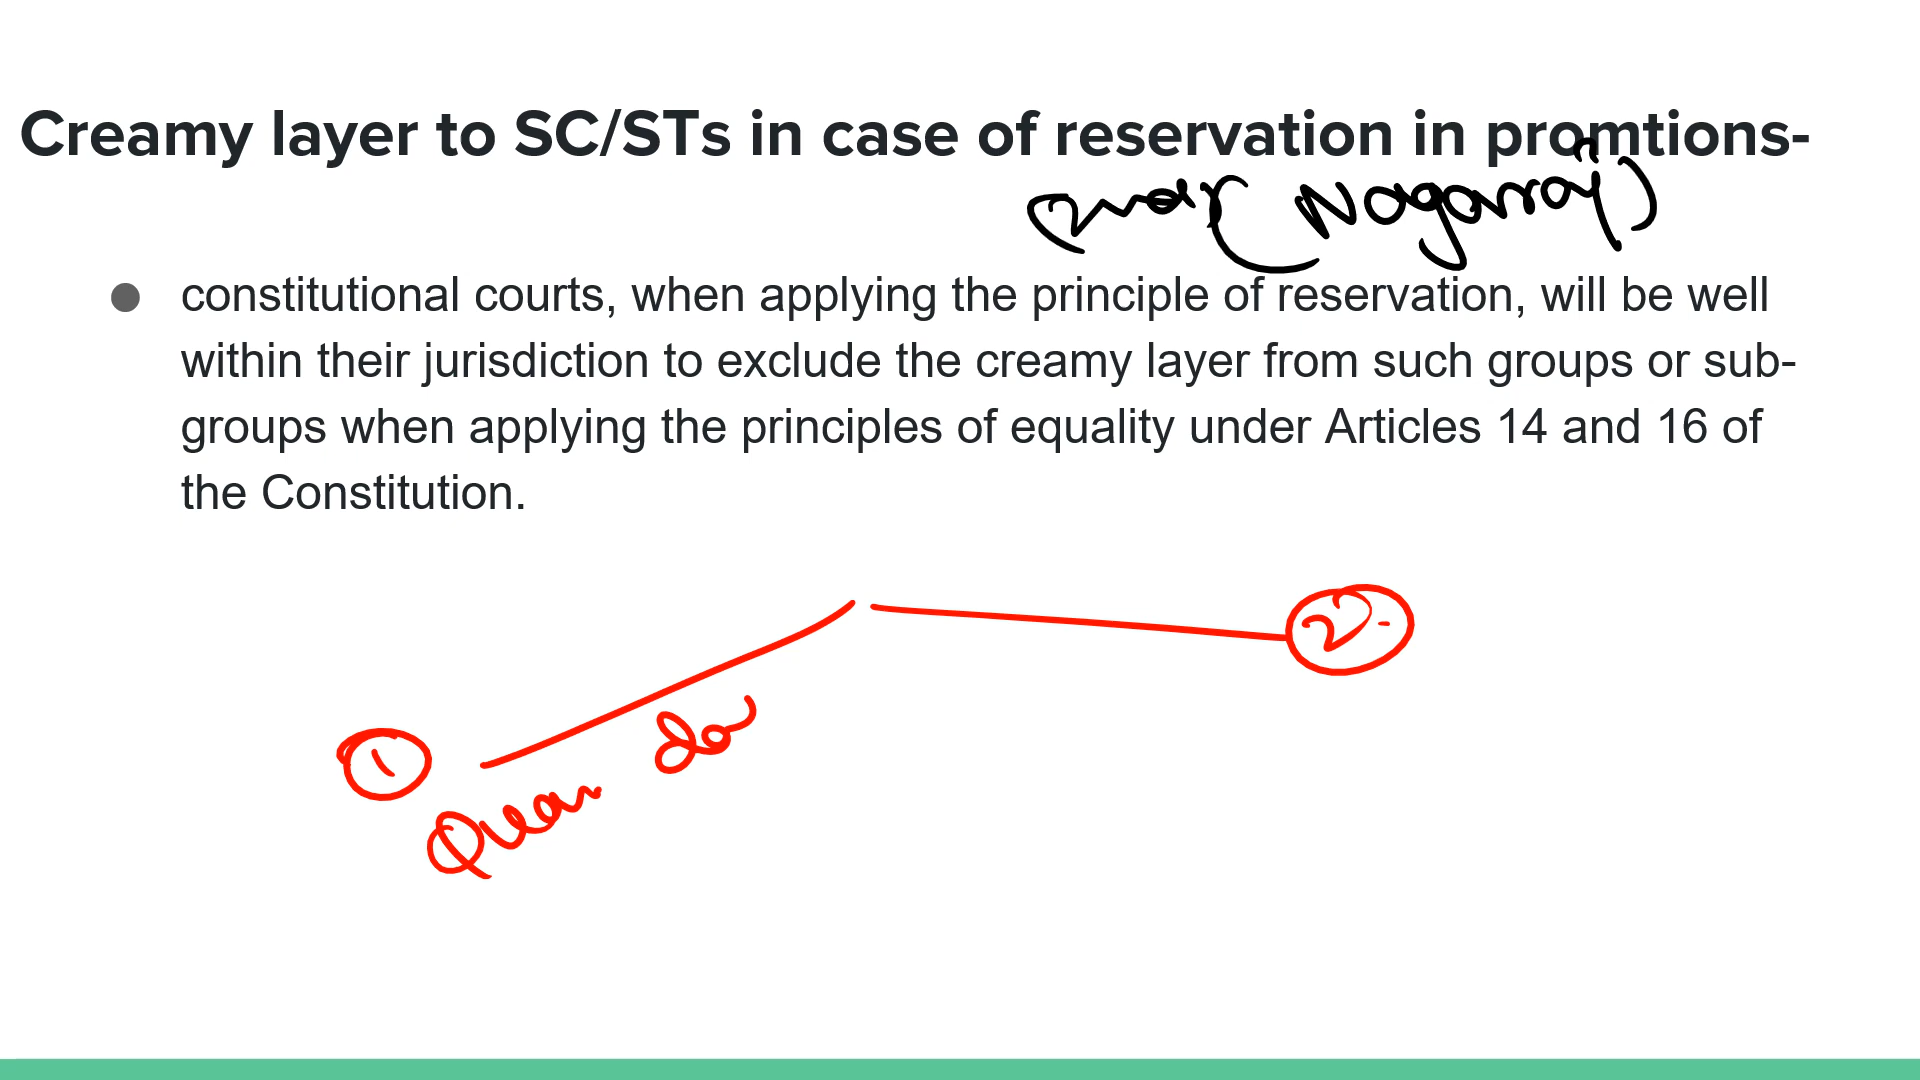 Creamy layer to SC/STs in case of reservation in promtions-
(Nagaraj)
● constitutional courts, when applying the principle of reservation, will be well
within their jurisdiction to exclude the creamy layer from such groups or sub-
groups when applying the principles of equality under Articles 14 and 16 of
the Constitution.
2
1